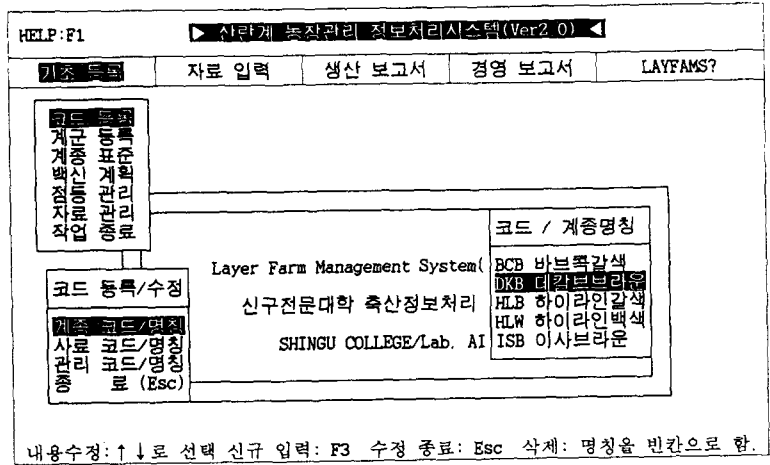 HELP:F1
▶ 산란계 농장관리 정보처리시스템(Ver2.0) ◀
기초 등록 자료 입력 생산 보고서 경영 보고서 LAYFAMS?
코드 등록
계군 등록
계종 표준
백신 계획
점등 관리
자료 관리
작업 종료
코드 등록/수정
계종 코드/명칭
사료 코드/명칭
관리 코드/명칭
종 료 (Esc)
Layer Farm Management System(
신구전문대학 축산정보처리
SHINGU COLLEGE/Lab. AI
코드 / 계종명칭
BCB 바브콕갈색
DKB 데칼브브라운
HLB 하이라인갈색
HLW 하이라인백색
ISB 이사브라운
내용수정:↑↓로 선택 신규 입력: F3 수정 종료: Esc 삭제: 명칭을 빈칸으로 함.